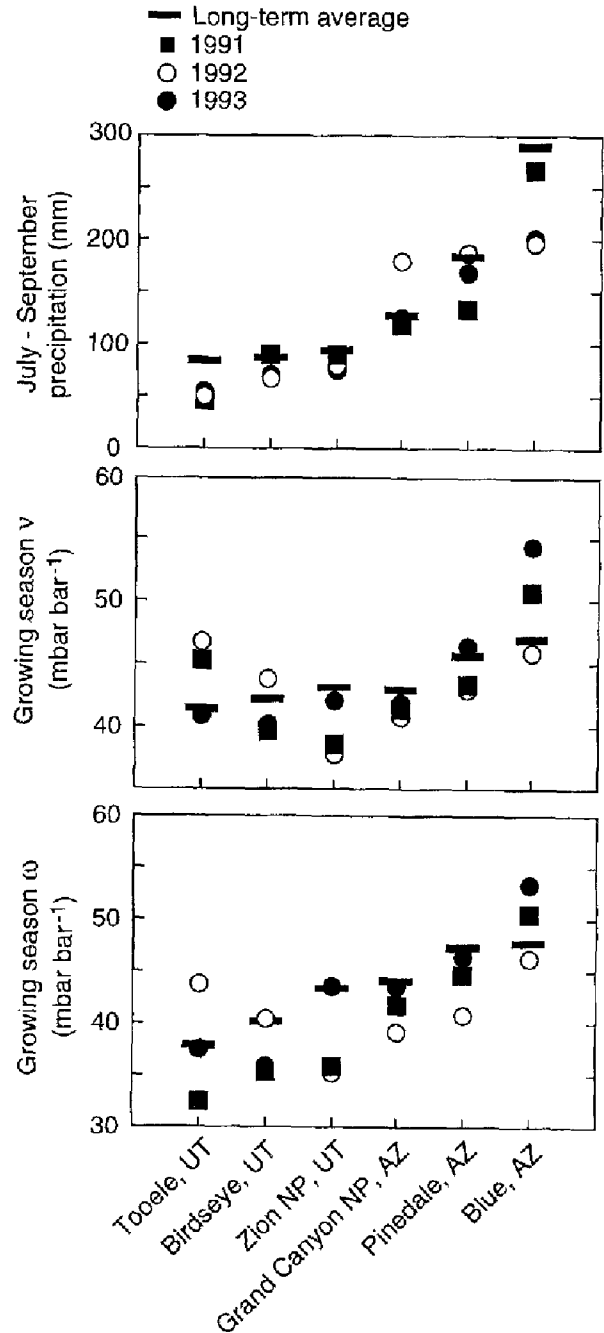 Long-term average
1991
1992
1993
300
200
100
0
July - September
precipitation (mm)
60
50
40
Growing season ν
(mbar bar-1)
60
50
40
30
Growing season ω
(mbar bar-1)
Tooele, UT
Birdseye, UT
Zion NP, UT
Grand Canyon NP, AZ
Pinedale, AZ
Blue, AZ